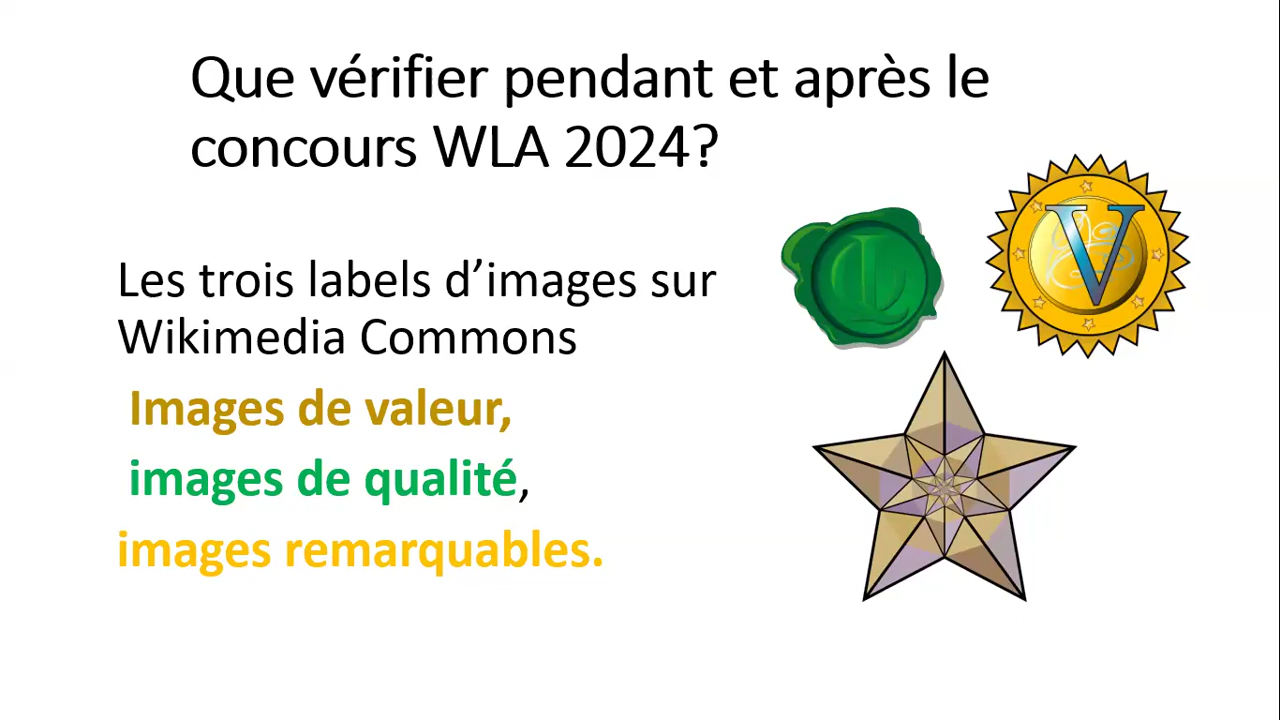 Que vérifier pendant et après le
concours WLA 2024?
Les trois labels d’images sur
Wikimedia Commons
Images de valeur,
images de qualité,
images remarquables.
V